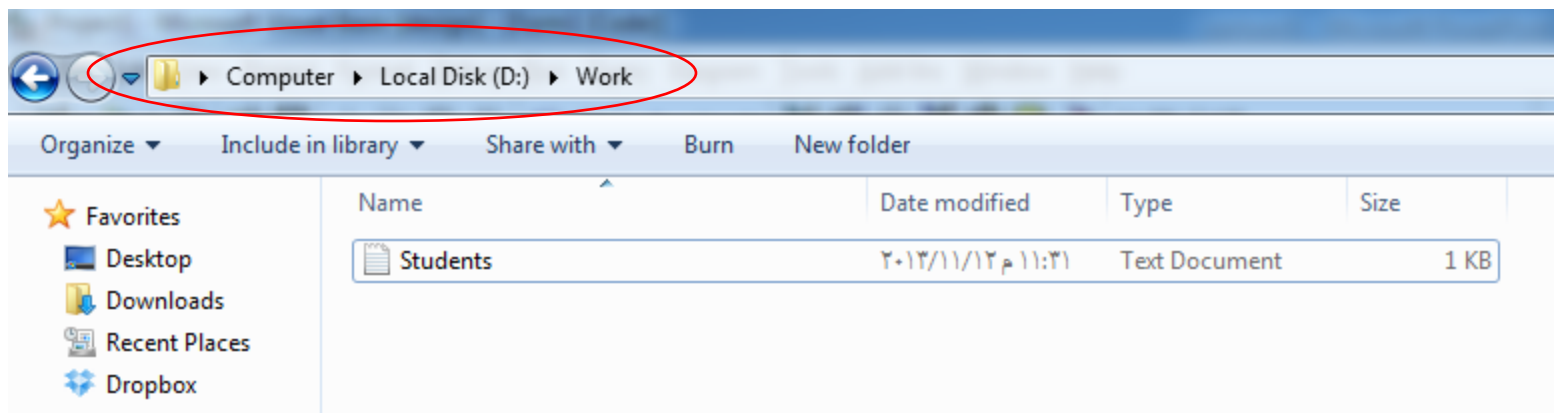 Computer ▸ Local Disk (D:) ▸ Work
Organize Include in library Share with Burn New folder
Name Date modified Type Size
Favorites
Students ١١:٣١ م ٢٠١٣/١١/١٢ Text Document 1 KB
Desktop
Downloads
Recent Places
Dropbox